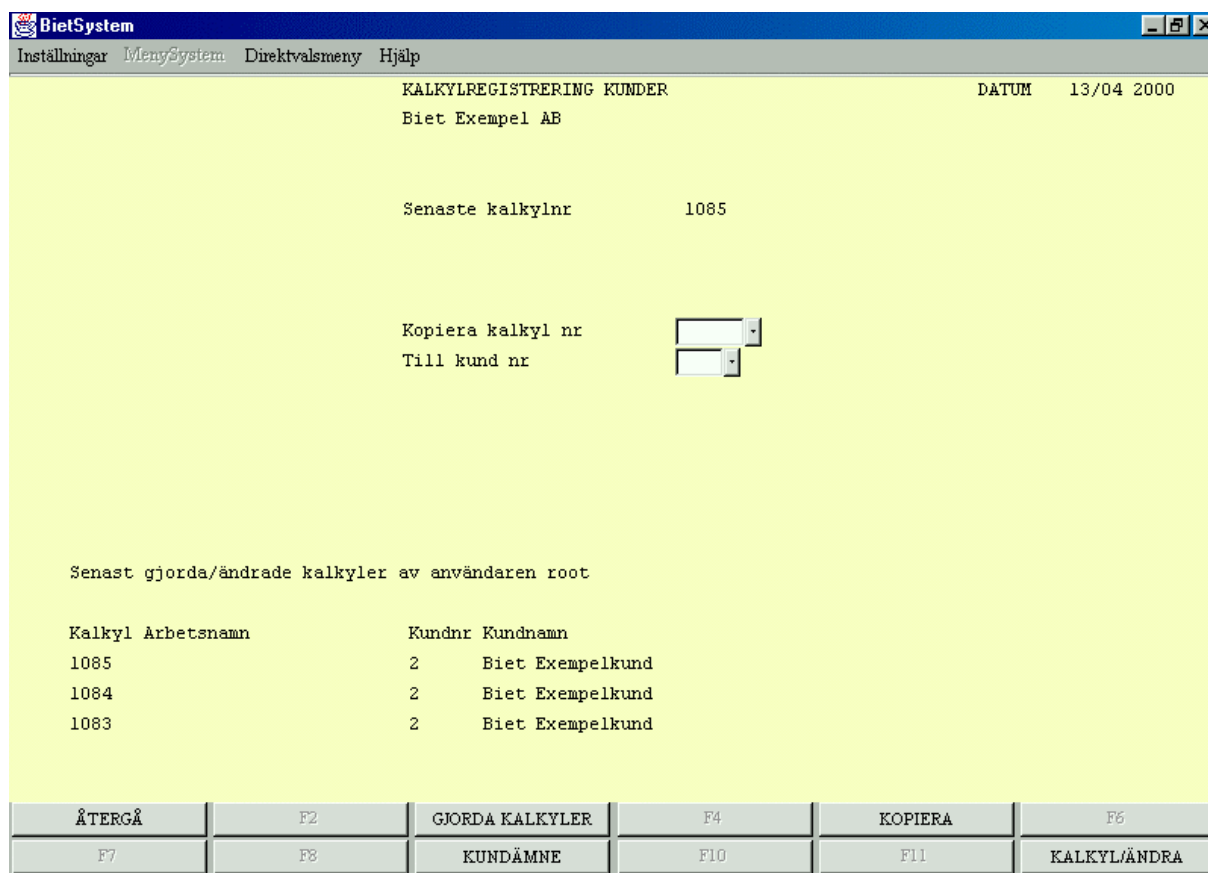 BietSystem
Inställningar MenySystem Direktvalsmeny Hjälp
KALKYLREGISTRERING KUNDER DATUM 13/04 2000
Biet Exempel AB
Senaste kalkylnr 1085
Kopiera kalkyl nr
Till kund nr
Senast gjorda/ändrade kalkyler av användaren root
Kalkyl Arbetsnamn Kundnr Kundnamn
1085 2 Biet Exempelkund
1084 2 Biet Exempelkund
1083 2 Biet Exempelkund
ÅTERGÅ F2 GJORDA KALKYLER F4 KOPIERA F6
F7 F8 KUNDÄMNE F10 F11 KALKYL/ÄNDRA